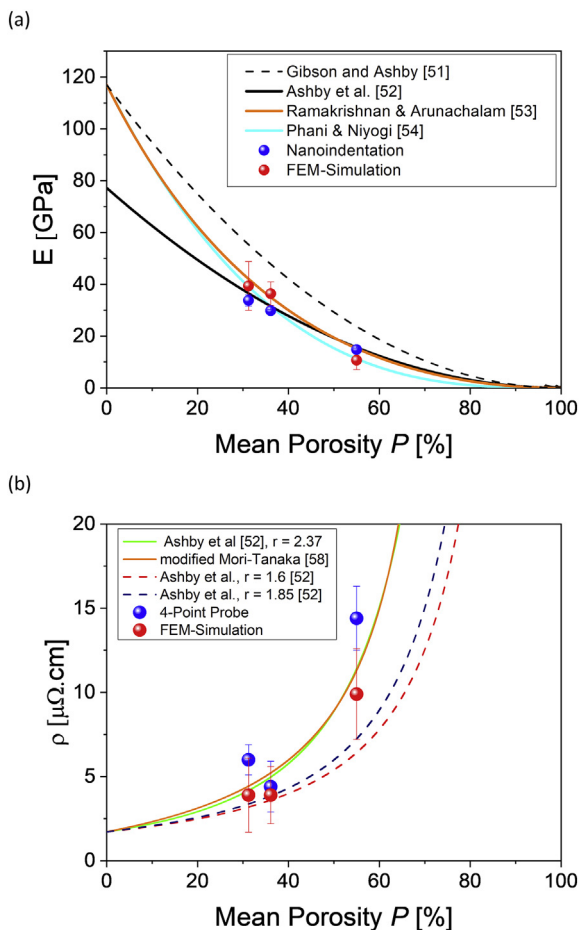 (a)
120
100
80
60
40
20
0
E [GPa]
Gibson and Ashby [51]
Ashby et al. [52]
Ramakrishnan & Arunachalam [53]
Phani & Niyogi [54]
Nanoindentation
FEM-Simulation
0 20 40 60 80 100
Mean Porosity P [%]
(b)
20
15
10
5
0
ρ [μΩ.cm]
Ashby et al [52], r = 2.37
modified Mori-Tanaka [58]
Ashby et al., r = 1.6 [52]
Ashby et al., r = 1.85 [52]
4-Point Probe
FEM-Simulation
0 20 40 60 80 100
Mean Porosity P [%]